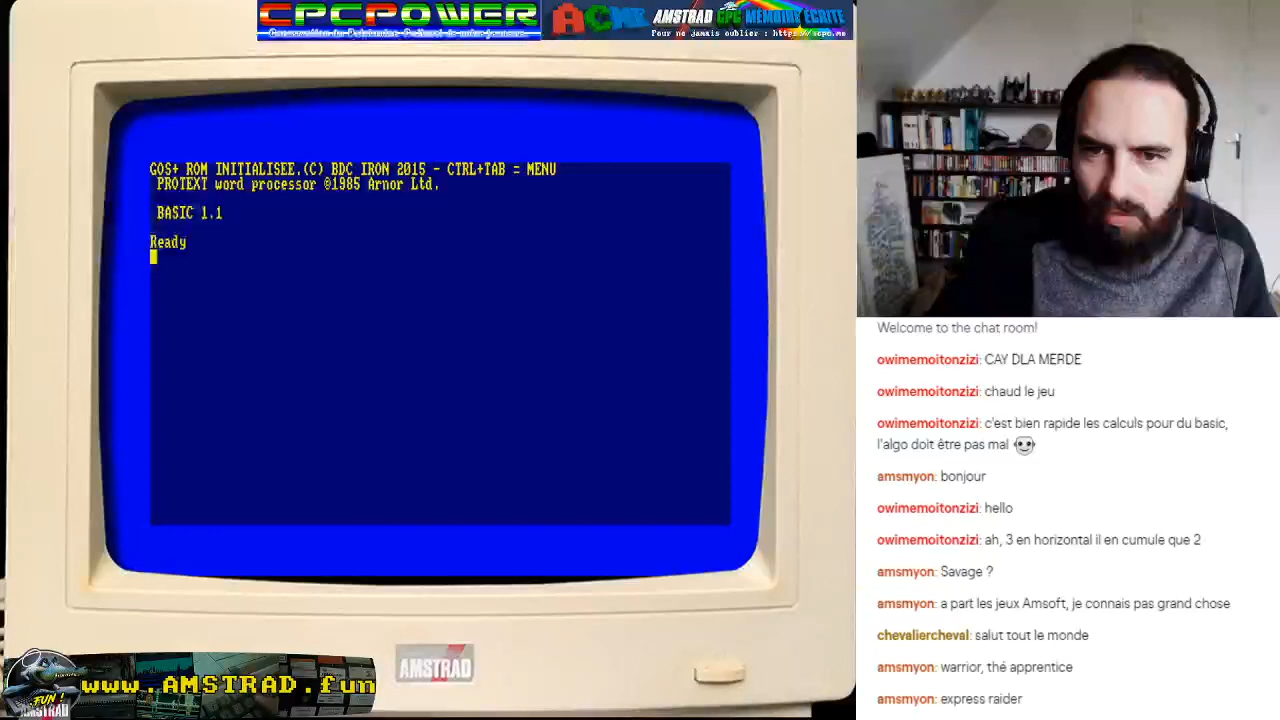 CPCPOWER
ACME
AMSTRAD CPC MÉMOIRE ÉCRITE
Pour ne jamais oublier : https://acpc.me
GOS+ ROM INITIALISEE.(C) BDC IRON 2015 - CTRL+TAB = MENU
PROTEXT word processor ©1985 Arnor Ltd.
BASIC 1.1
Ready
AMSTRAD
FUN !
AMSTRAD
www.AMSTRAD.fun
Welcome to the chat room!
owimemoitonzizi: CAY DLA MERDE
owimemoitonzizi: chaud le jeu
owimemoitonzizi: c'est bien rapide les calculs pour du basic,
l'algo doit être pas mal
amsmyon: bonjour
owimemoitonzizi: hello
owimemoitonzizi: ah, 3 en horizontal il en cumule que 2
amsmyon: Savage ?
amsmyon: a part les jeux Amsoft, je connais pas grand chose
chevaliercheval: salut tout le monde
amsmyon: warrior, thé apprentice
amsmyon: express raider